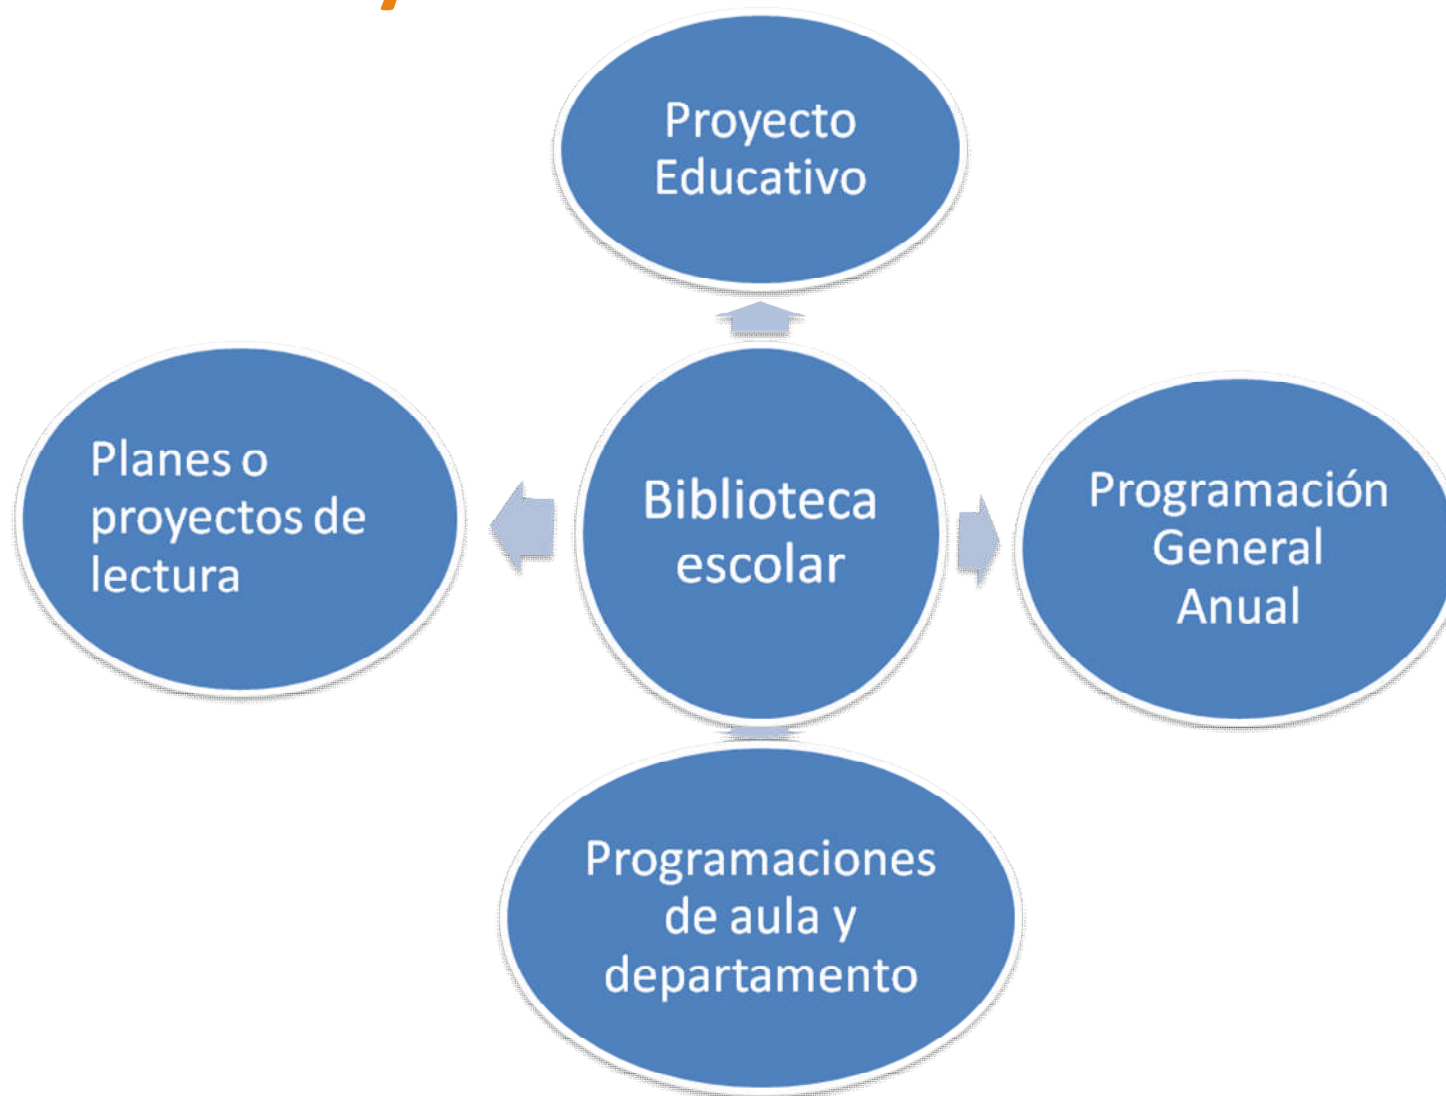 Proyecto
Educativo
Planes o
proyectos de
lectura
Biblioteca
escolar
Programación
General
Anual
Programaciones
de aula y
departamento